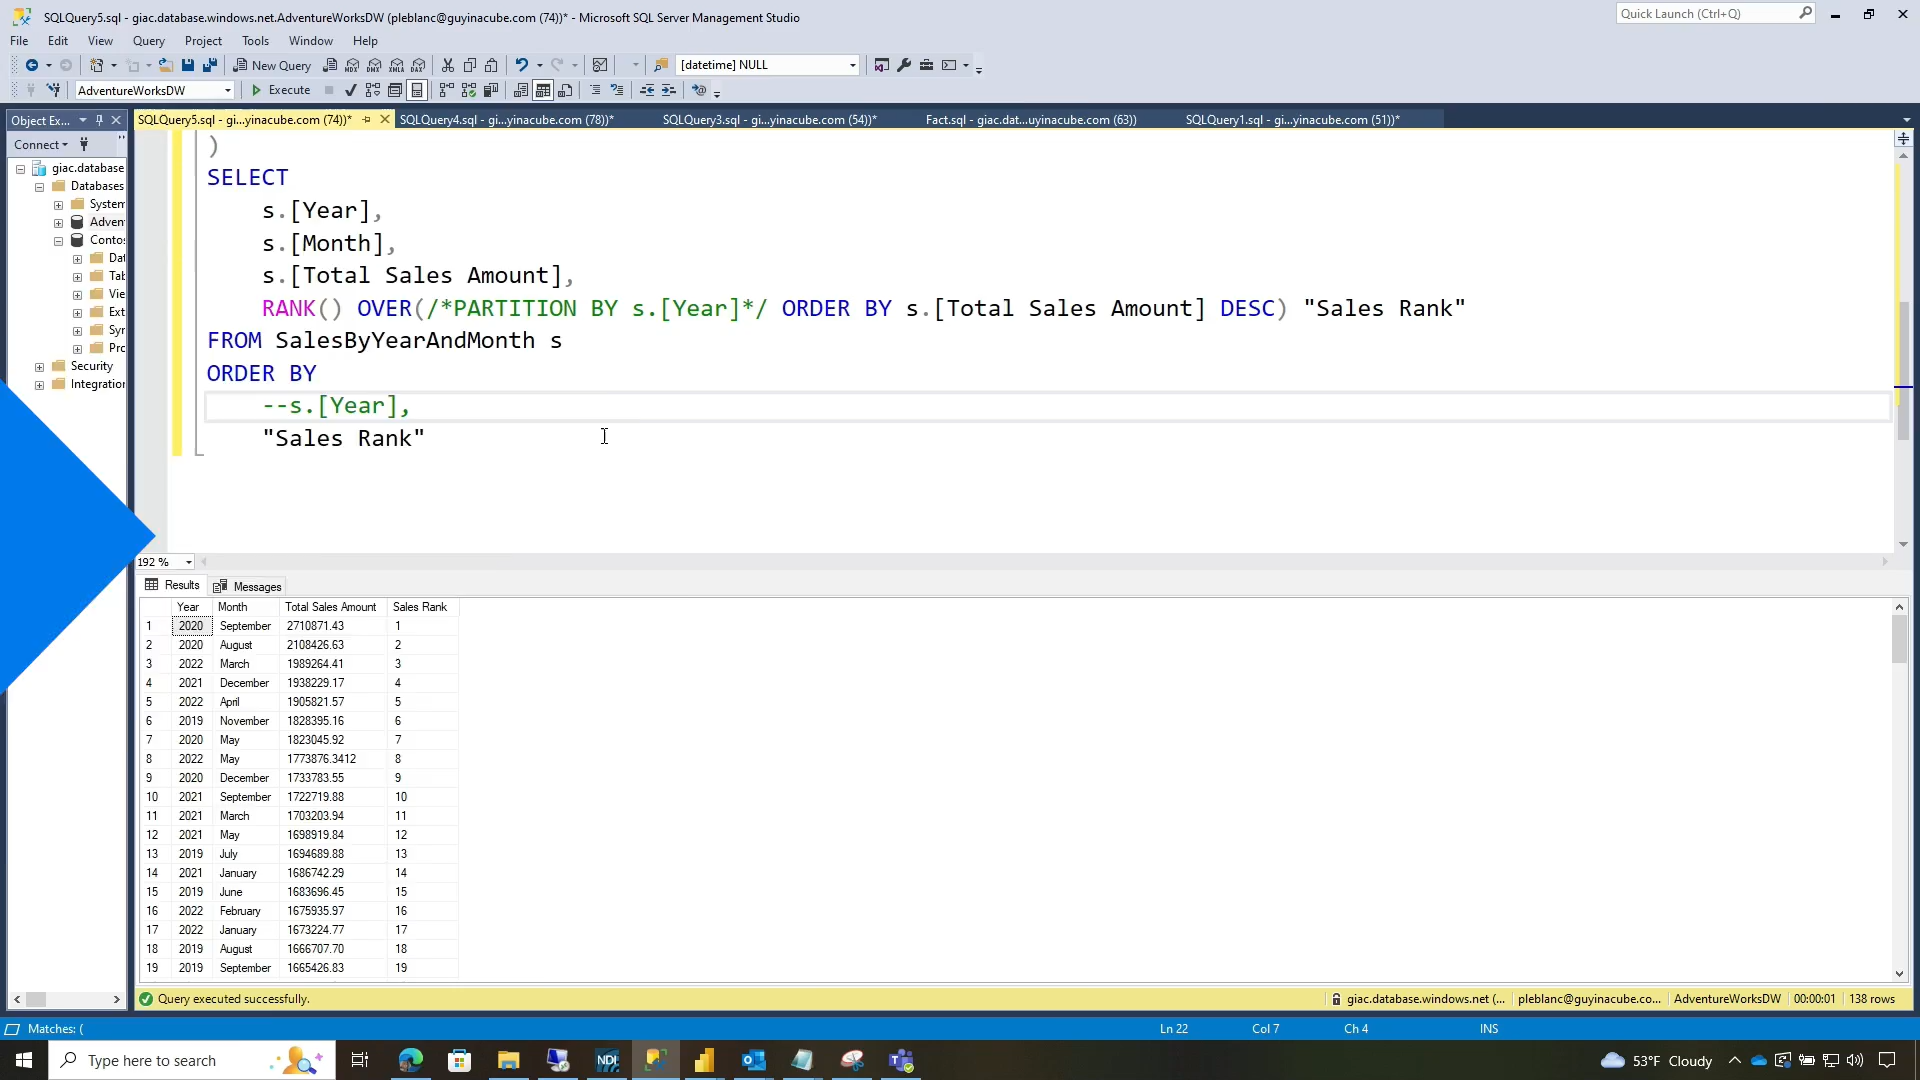 SQLQuery5.sql - giac.database.windows.net.AdventureWorksDW (pleblanc@guyinacube.com (74))* - Microsoft SQL Server Management Studio
Quick Launch (Ctrl+Q)
File Edit View Query Project Tools Window Help
New Query
MDX DMX XMLA DAX
[datetime] NULL
AdventureWorksDW
Execute
Object Ex...
SQLQuery5.sql - gi...yinacube.com (74))*
SQLQuery4.sql - gi...yinacube.com (78))*
SQLQuery3.sql - gi...yinacube.com (54))*
Fact.sql - giac.dat...uyinacube.com (63))
SQLQuery1.sql - gi...yinacube.com (51))*
Connect
giac.database
Databases
System
Adven
Conto
Dat
Tab
Vie
Ext
Syn
Pro
Security
Integration
)
SELECT
s.[Year],
s.[Month],
s.[Total Sales Amount],
RANK() OVER(/*PARTITION BY s.[Year]*/ ORDER BY s.[Total Sales Amount] DESC) "Sales Rank"
FROM SalesByYearAndMonth s
ORDER BY
--s.[Year],
"Sales Rank"
192 %
Results Messages
Year Month Total Sales Amount Sales Rank
1 2020 September 2710871.43 1
2 2020 August 2108426.63 2
3 2022 March 1989264.41 3
4 2021 December 1938229.17 4
5 2022 April 1905821.57 5
6 2019 November 1828395.16 6
7 2020 May 1823045.92 7
8 2022 May 1773876.3412 8
9 2020 December 1733783.55 9
10 2021 September 1722719.88 10
11 2021 March 1703203.94 11
12 2021 May 1698919.84 12
13 2019 July 1694689.88 13
14 2021 January 1686742.29 14
15 2019 June 1683696.45 15
16 2022 February 1675935.97 16
17 2022 January 1673224.77 17
18 2019 August 1666707.70 18
19 2019 September 1665426.83 19
Query executed successfully.
giac.database.windows.net (...
pleblanc@guyinacube.co...
AdventureWorksDW
00:00:01
138 rows
Matches: (
Ln 22
Col 7
Ch 4
INS
Type here to search
NDI
53°F Cloudy